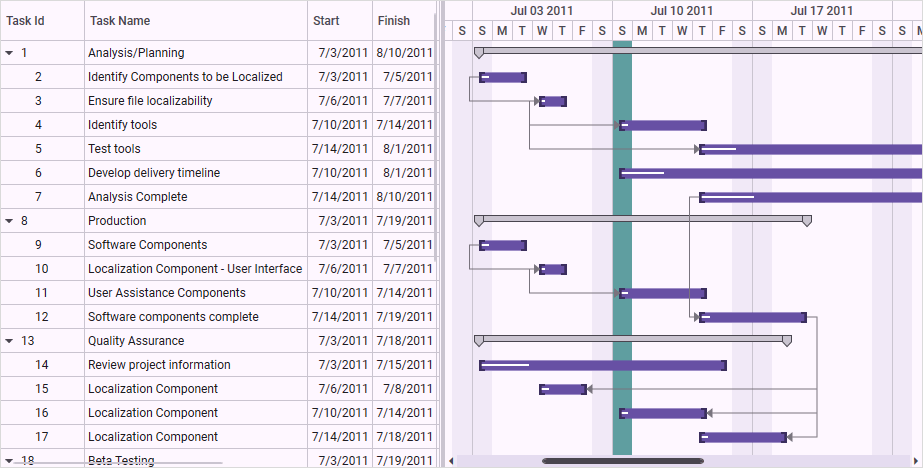 Task Id Task Name Start Finish Jul 03 2011 Jul 10 2011 Jul 17 2011
S S M T W T F S S M T W T F S S M T W T F S S
1 Analysis/Planning 7/3/2011 8/10/2011
2 Identify Components to be Localized 7/3/2011 7/5/2011
3 Ensure file localizability 7/6/2011 7/7/2011
4 Identify tools 7/10/2011 7/14/2011
5 Test tools 7/14/2011 8/1/2011
6 Develop delivery timeline 7/10/2011 8/1/2011
7 Analysis Complete 7/14/2011 8/10/2011
8 Production 7/3/2011 7/19/2011
9 Software Components 7/3/2011 7/5/2011
10 Localization Component - User Interface 7/6/2011 7/7/2011
11 User Assistance Components 7/10/2011 7/14/2011
12 Software components complete 7/14/2011 7/19/2011
13 Quality Assurance 7/3/2011 7/18/2011
14 Review project information 7/3/2011 7/15/2011
15 Localization Component 7/6/2011 7/8/2011
16 Localization Component 7/10/2011 7/14/2011
17 Localization Component 7/14/2011 7/18/2011
18 Beta Testing 7/3/2011 7/19/2011